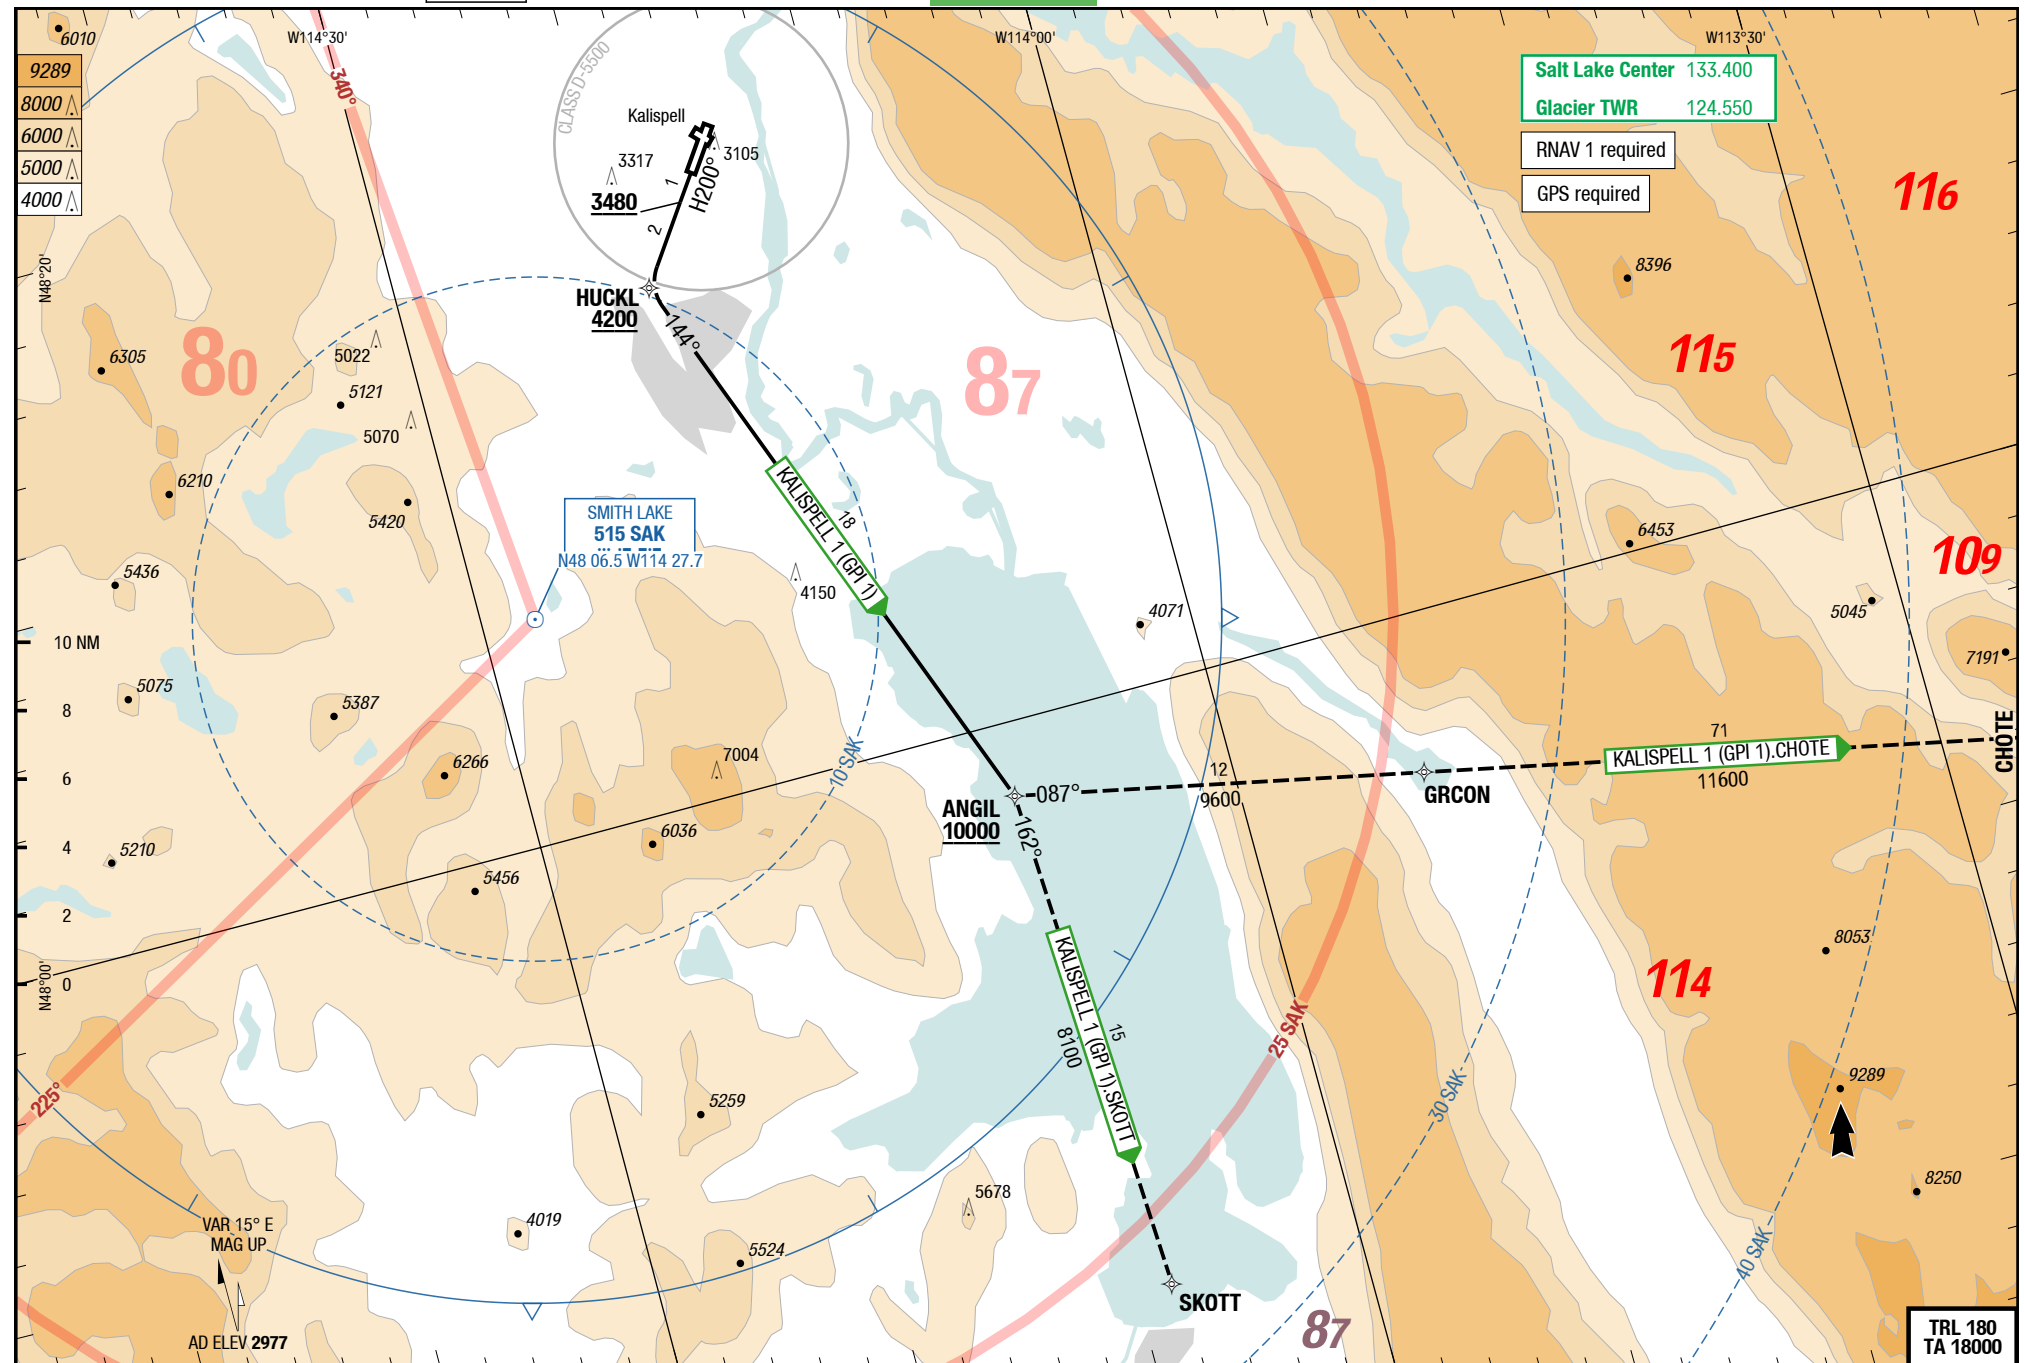 6010
W114°30'
W114°00'
W113°30'
340°
CLASS D-5500
9289
8000
6000
5000
4000
Salt Lake Center 133.400
Glacier TWR 124.550
RNAV 1 required
GPS required
Kalispell
3317
3105
3480
1
H200°
2
116
N48°20'
8396
HUCKL
4200
144°
80
6305
5022
5121
5070
87
115
6210
5420
SMITH LAKE
515 SAK
N48 06.5 W114 27.7
KALISPELL 1 (GPI 1)
18
6453
109
5436
4150
4071
5045
7191
10 NM
8
6
4
2
0
5075
5387
6266
7004
10 SAK
6036
5210
5456
ANGIL
10000
087°
162°
12
9600
GRCON
71
KALISPELL 1 (GPI 1).CHOTE
11600
CHOTE
N48°00'
8053
114
KALISPELL 1 (GPI 1).SKOTT
15
8100
25 SAK
30 SAK
40 SAK
225°
5259
9289
8250
5678
4019
5524
VAR 15° E
MAG UP
SKOTT
87
AD ELEV 2977
TRL 180
TA 18000